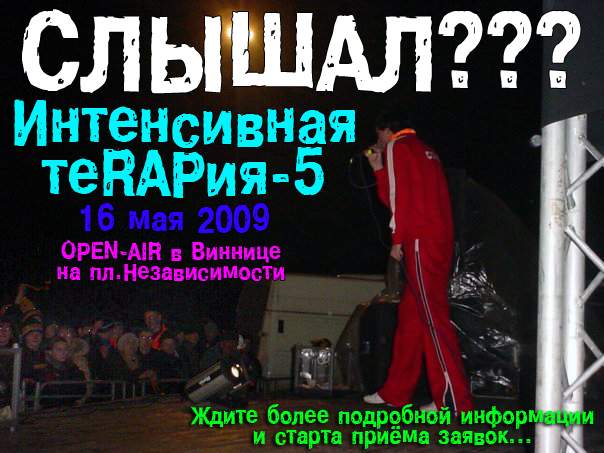 СЛЫШАЛ???
Интенсивная
теRAPия-5
16 мая 2009
OPEN-AIR в Виннице
на пл.Независимости
Ждите более подробной информации
и старта приёма заявок...